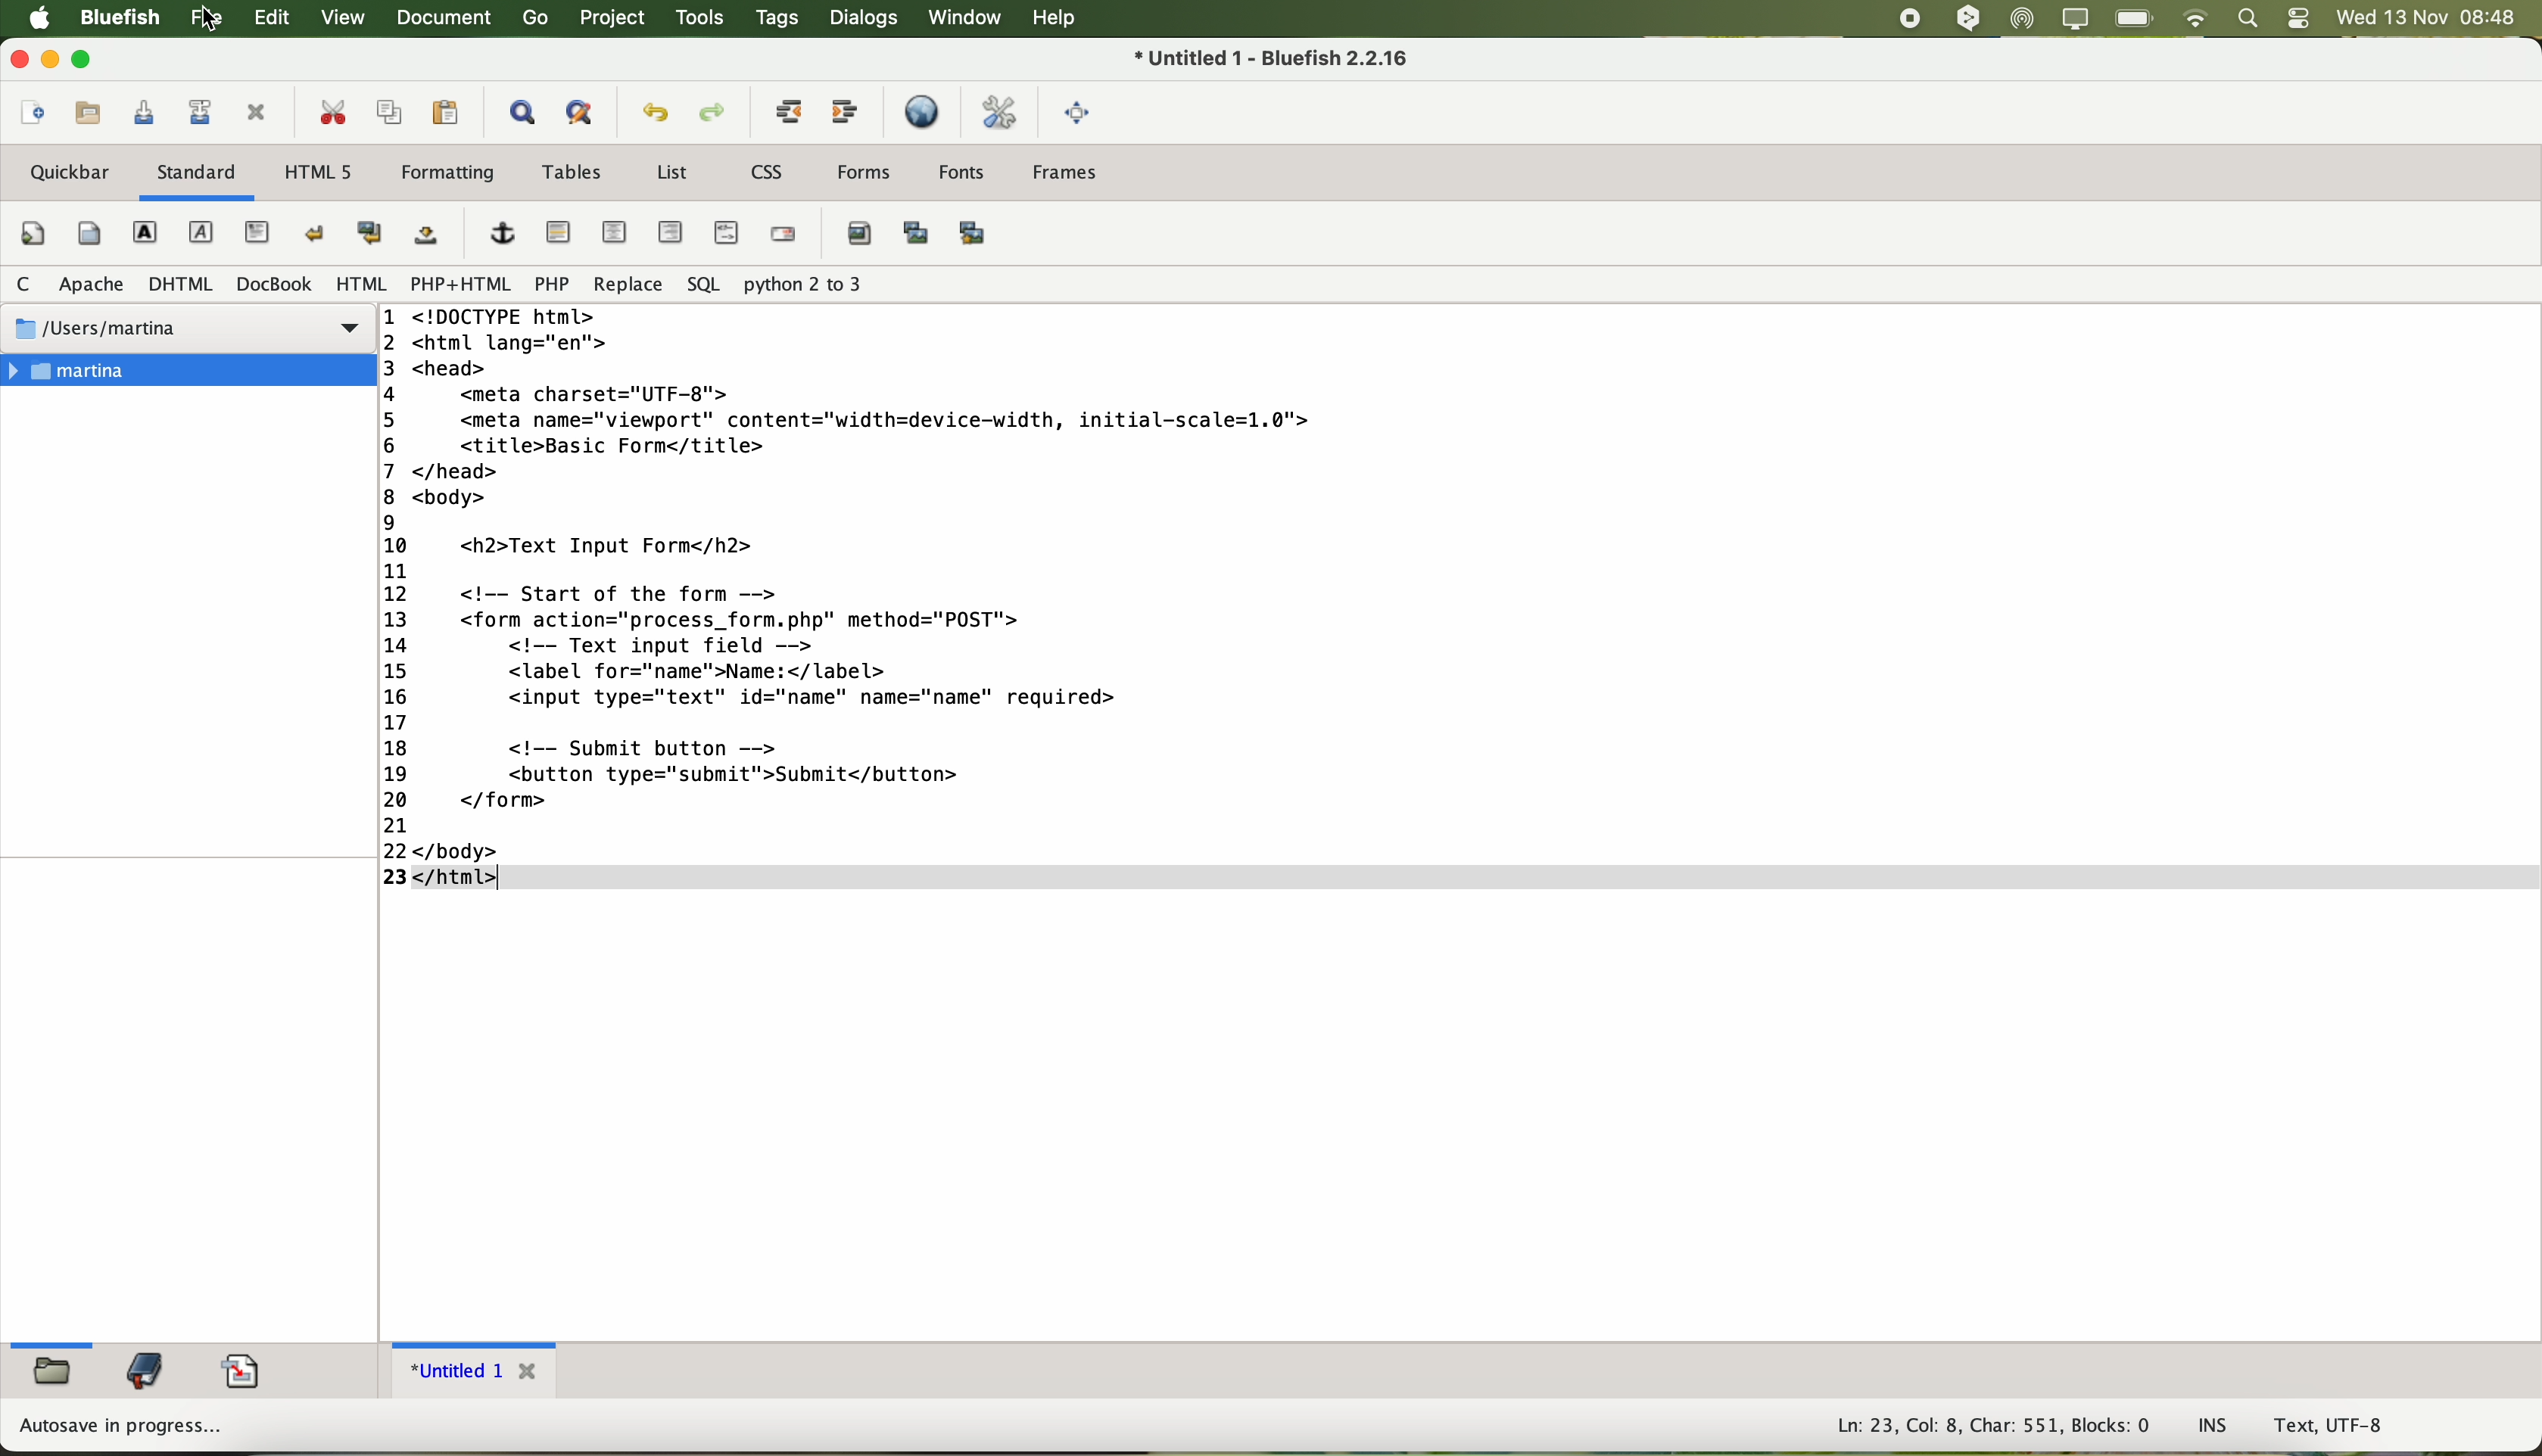 Bluefish File Edit View Document Go Project Tools Tags Dialogs Window Help Wed 13 Nov 08:48
* Untitled 1 - Bluefish 2.2.16
Quickbar Standard HTML 5 Formatting Tables List CSS Forms Fonts Frames
C Apache DHTML DocBook HTML PHP+HTML PHP Replace SQL python 2 to 3
/Users/martina
martina
1 <!DOCTYPE html>
2 <html lang="en">
3 <head>
4     <meta charset="UTF-8">
5     <meta name="viewport" content="width=device-width, initial-scale=1.0">
6     <title>Basic Form</title>
7 </head>
8 <body>
9
10     <h2>Text Input Form</h2>
11
12     <!-- Start of the form -->
13     <form action="process_form.php" method="POST">
14         <!-- Text input field -->
15         <label for="name">Name:</label>
16         <input type="text" id="name" name="name" required>
17
18         <!-- Submit button -->
19         <button type="submit">Submit</button>
20     </form>
21
22 </body>
23 </html>
*Untitled 1
Autosave in progress... Ln: 23, Col: 8, Char: 551, Blocks: 0 INS Text, UTF-8